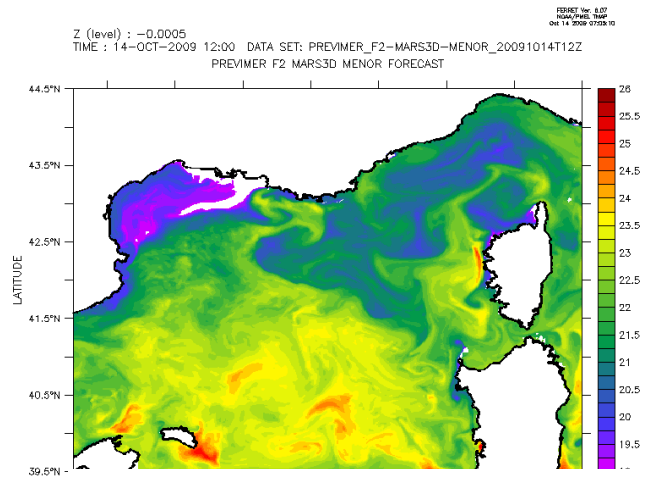 FERRET Ver. 6.07
NOAA/PMEL TMAP
Oct 14 2009 07:03:10
Z (level) : -0.0005
TIME : 14-OCT-2009 12:00 DATA SET: PREVIMER_F2-MARS3D-MENOR_20091014T12Z
PREVIMER F2 MARS3D MENOR FORECAST
44.5°N
43.5°N
42.5°N
41.5°N
40.5°N
39.5°N
LATITUDE
26
25.5
25
24.5
24
23.5
23
22.5
22
21.5
21
20.5
20
19.5